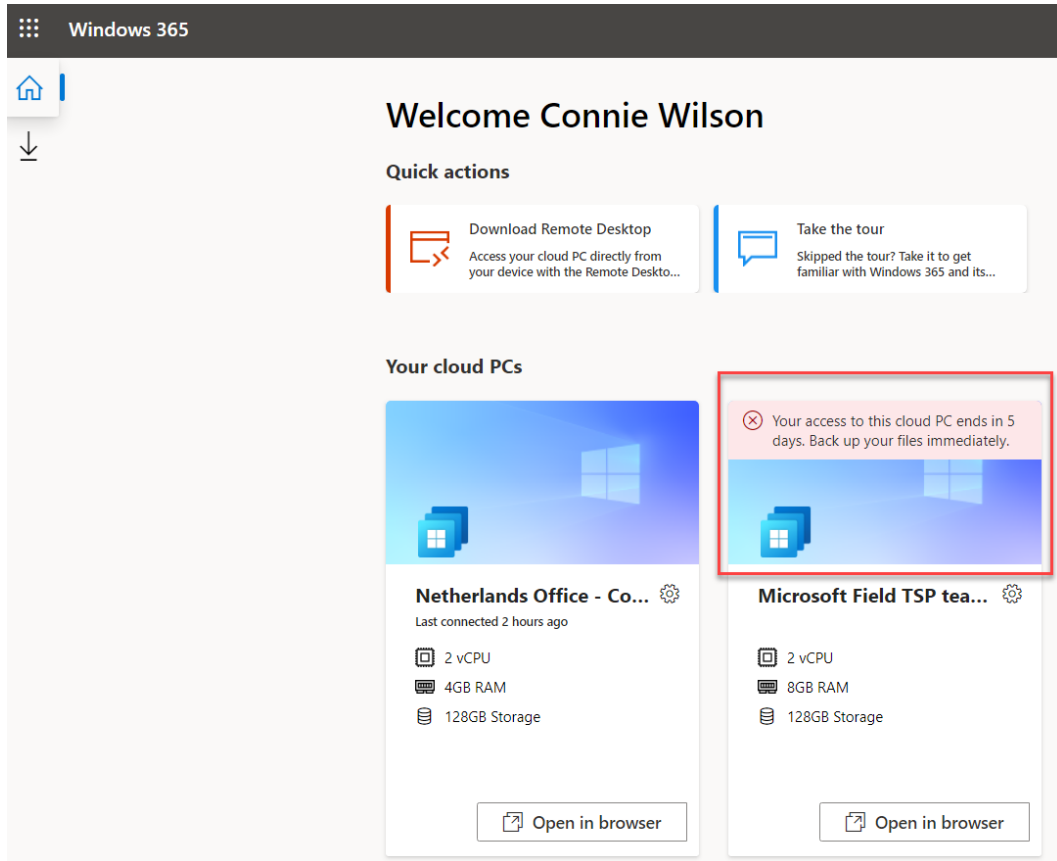 Windows 365
Welcome Connie Wilson
Quick actions
Download Remote Desktop
Access your cloud PC directly from
your device with the Remote Deskto...
Take the tour
Skipped the tour? Take it to get
familiar with Windows 365 and its...
Your cloud PCs
Netherlands Office - Co...
Last connected 2 hours ago
2 vCPU
4GB RAM
128GB Storage
Open in browser
Your access to this cloud PC ends in 5
days. Back up your files immediately.
Microsoft Field TSP tea...
2 vCPU
8GB RAM
128GB Storage
Open in browser